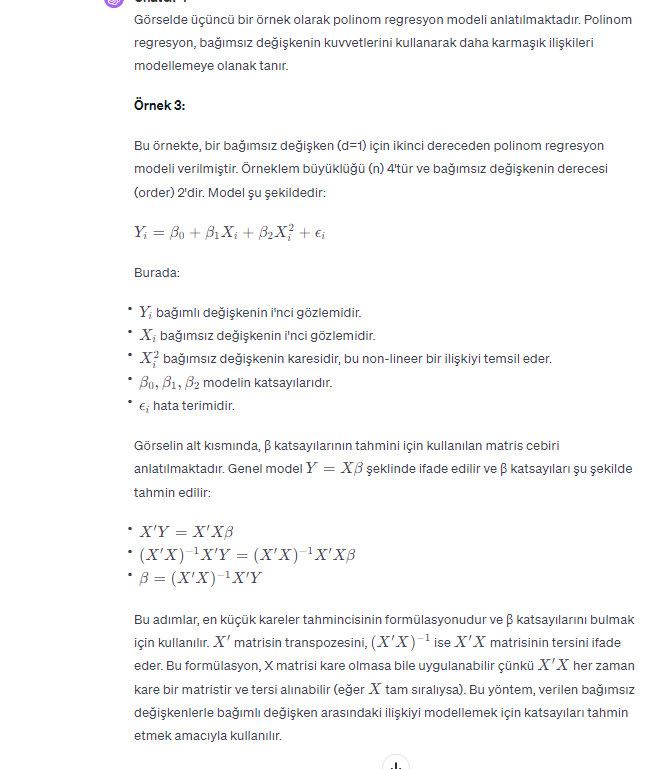 Görselde üçüncü bir örnek olarak polinom regresyon modeli anlatılmaktadır. Polinom
regresyon, bağımsız değişkenin kuvvetlerini kullanarak daha karmaşık ilişkileri
modellemeye olanak tanır.
Örnek 3:
Bu örnekte, bir bağımsız değişken (d=1) için ikinci dereceden polinom regresyon
modeli verilmiştir. Örneklem büyüklüğü (n) 4'tür ve bağımsız değişkenin derecesi
(order) 2'dir. Model şu şekildedir:
Yᵢ = β₀ + β₁Xᵢ + β₂Xᵢ² + ϵᵢ
Burada:
• Yᵢ bağımlı değişkenin i'nci gözlemidir.
• Xᵢ bağımsız değişkenin i'nci gözlemidir.
• Xᵢ² bağımsız değişkenin karesidir, bu non-lineer bir ilişkiyi temsil eder.
• β₀, β₁, β₂ modelin katsayılarıdır.
• ϵᵢ hata terimidir.
Görselin alt kısmında, β katsayılarının tahmini için kullanılan matris cebiri
anlatılmaktadır. Genel model Y = Xβ şeklinde ifade edilir ve β katsayıları şu şekilde
tahmin edilir:
• X′Y = X′Xβ
• (X′X)⁻¹X′Y = (X′X)⁻¹X′Xβ
• β = (X′X)⁻¹X′Y
Bu adımlar, en küçük kareler tahmincisinin formülasyonudur ve β katsayılarını bulmak
için kullanılır. X′ matrisin transpozesini, (X′X)⁻¹ ise X′X matrisinin tersini ifade
eder. Bu formülasyon, X matrisi kare olmasa bile uygulanabilir çünkü X′X her zaman
kare bir matristir ve tersi alınabilir (eğer X tam sıralıysa). Bu yöntem, verilen bağımsız
değişkenlerle bağımlı değişken arasındaki ilişkiyi modellemek için katsayıları tahmin
etmek amacıyla kullanılır.